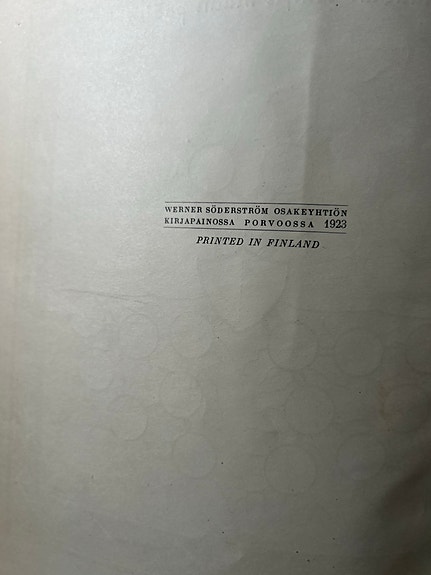 WERNER SÖDERSTRÖM OSAKEYHTIÖN
KIRJAPAINOSSA PORVOOSSA 1923
PRINTED IN FINLAND